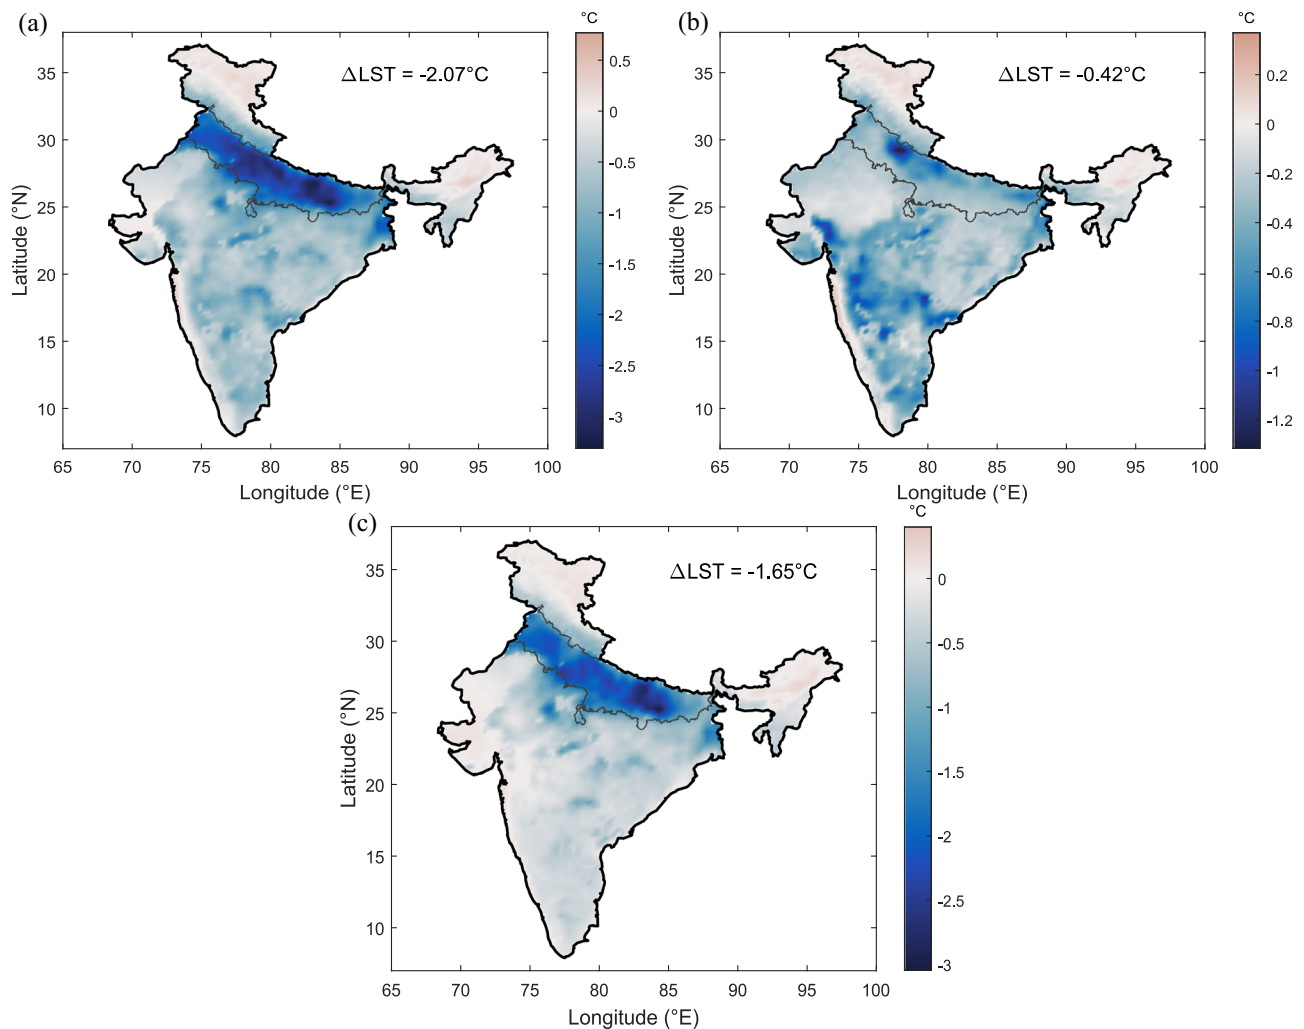 (a)
ΔLST = -2.07°C
35
30
25
20
15
10
Latitude (°N)
65 70 75 80 85 90 95 100
Longitude (°E)
°C
0.5
0
-0.5
-1
-1.5
-2
-2.5
-3
(b)
ΔLST = -0.42°C
35
30
25
20
15
10
Latitude (°N)
65 70 75 80 85 90 95 100
Longitude (°E)
°C
0.2
0
-0.2
-0.4
-0.6
-0.8
-1
-1.2
(c)
ΔLST = -1.65°C
35
30
25
20
15
10
Latitude (°N)
65 70 75 80 85 90 95 100
Longitude (°E)
°C
0
-0.5
-1
-1.5
-2
-2.5
-3